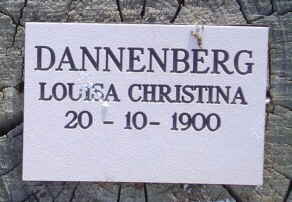 DANNENBERG
LOUISA CHRISTINA
20 - 10 - 1900